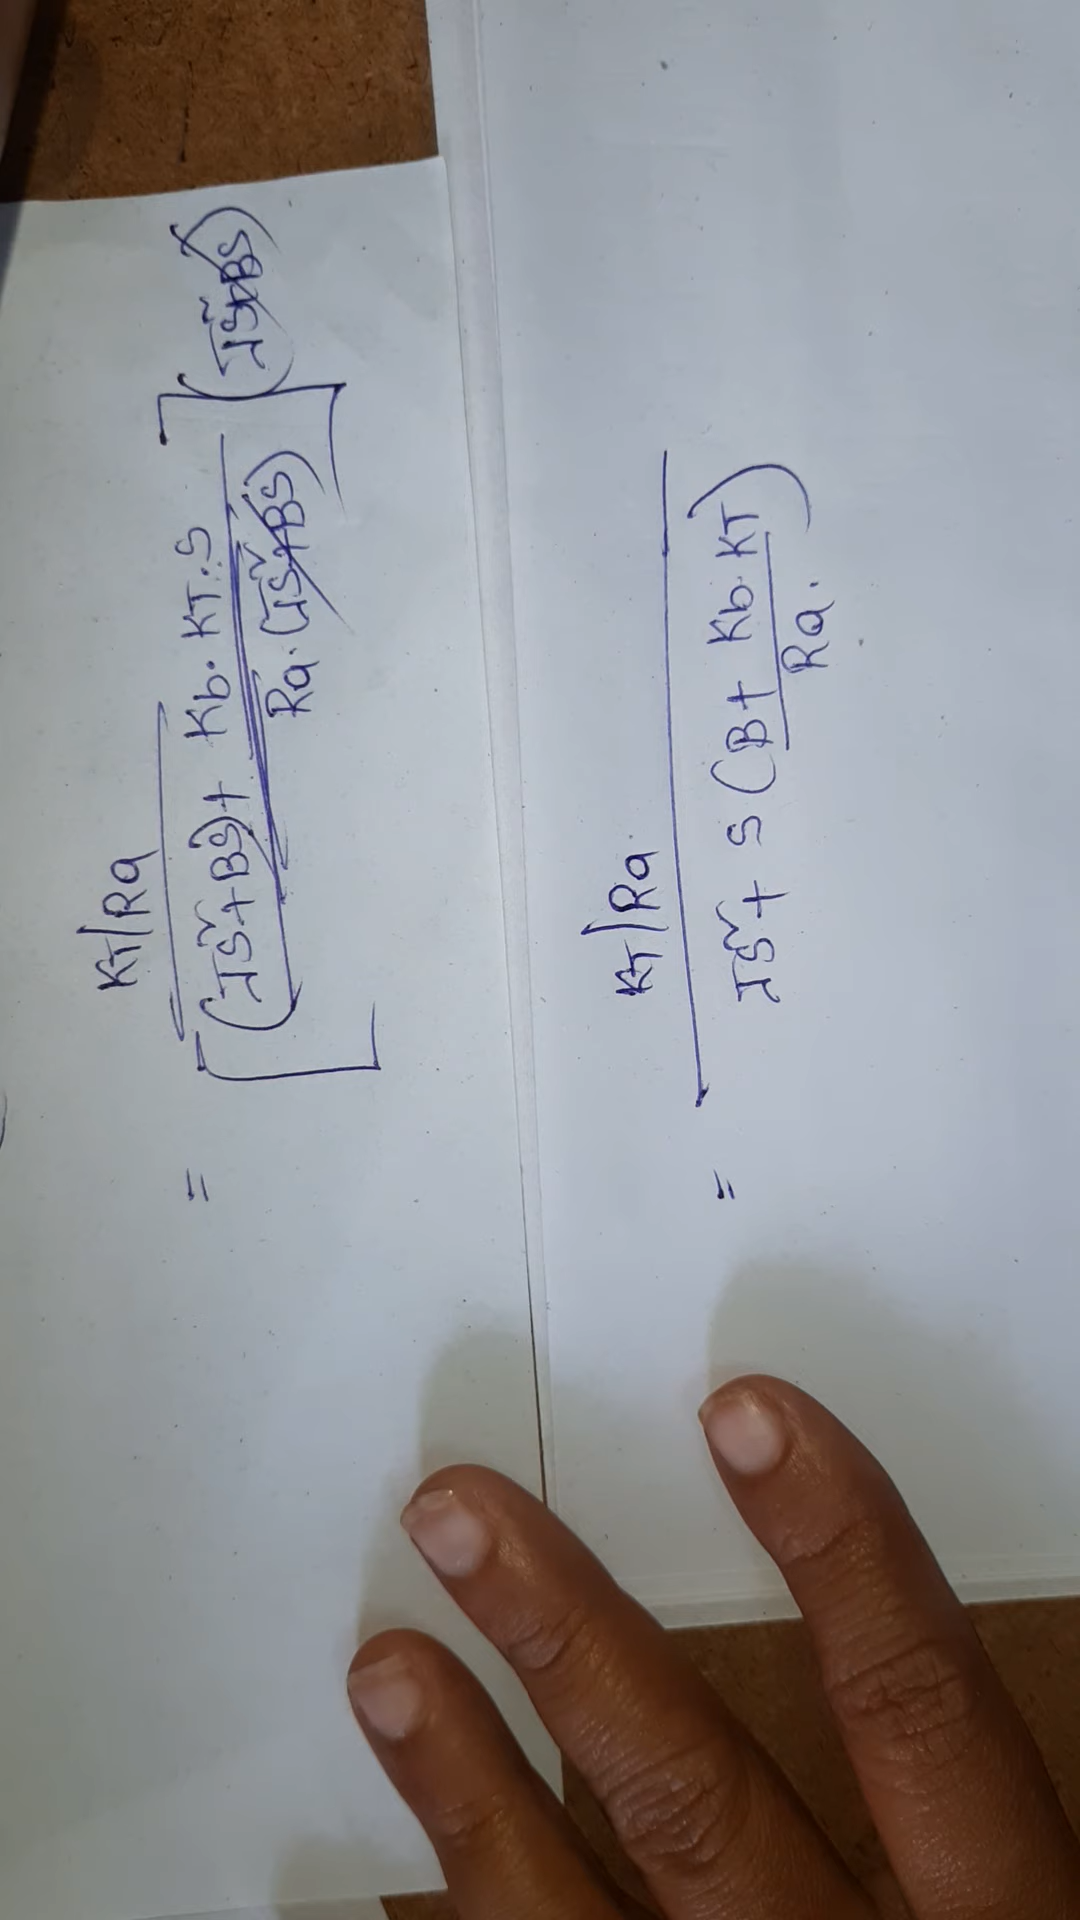 KT/Ra
= [(JS²+BS)+ Kb.KT.S
Ra.(JS²+BS)](JS²+BS)
KT/Ra
=
JS²+ S(B+ Kb.KT)
Ra.